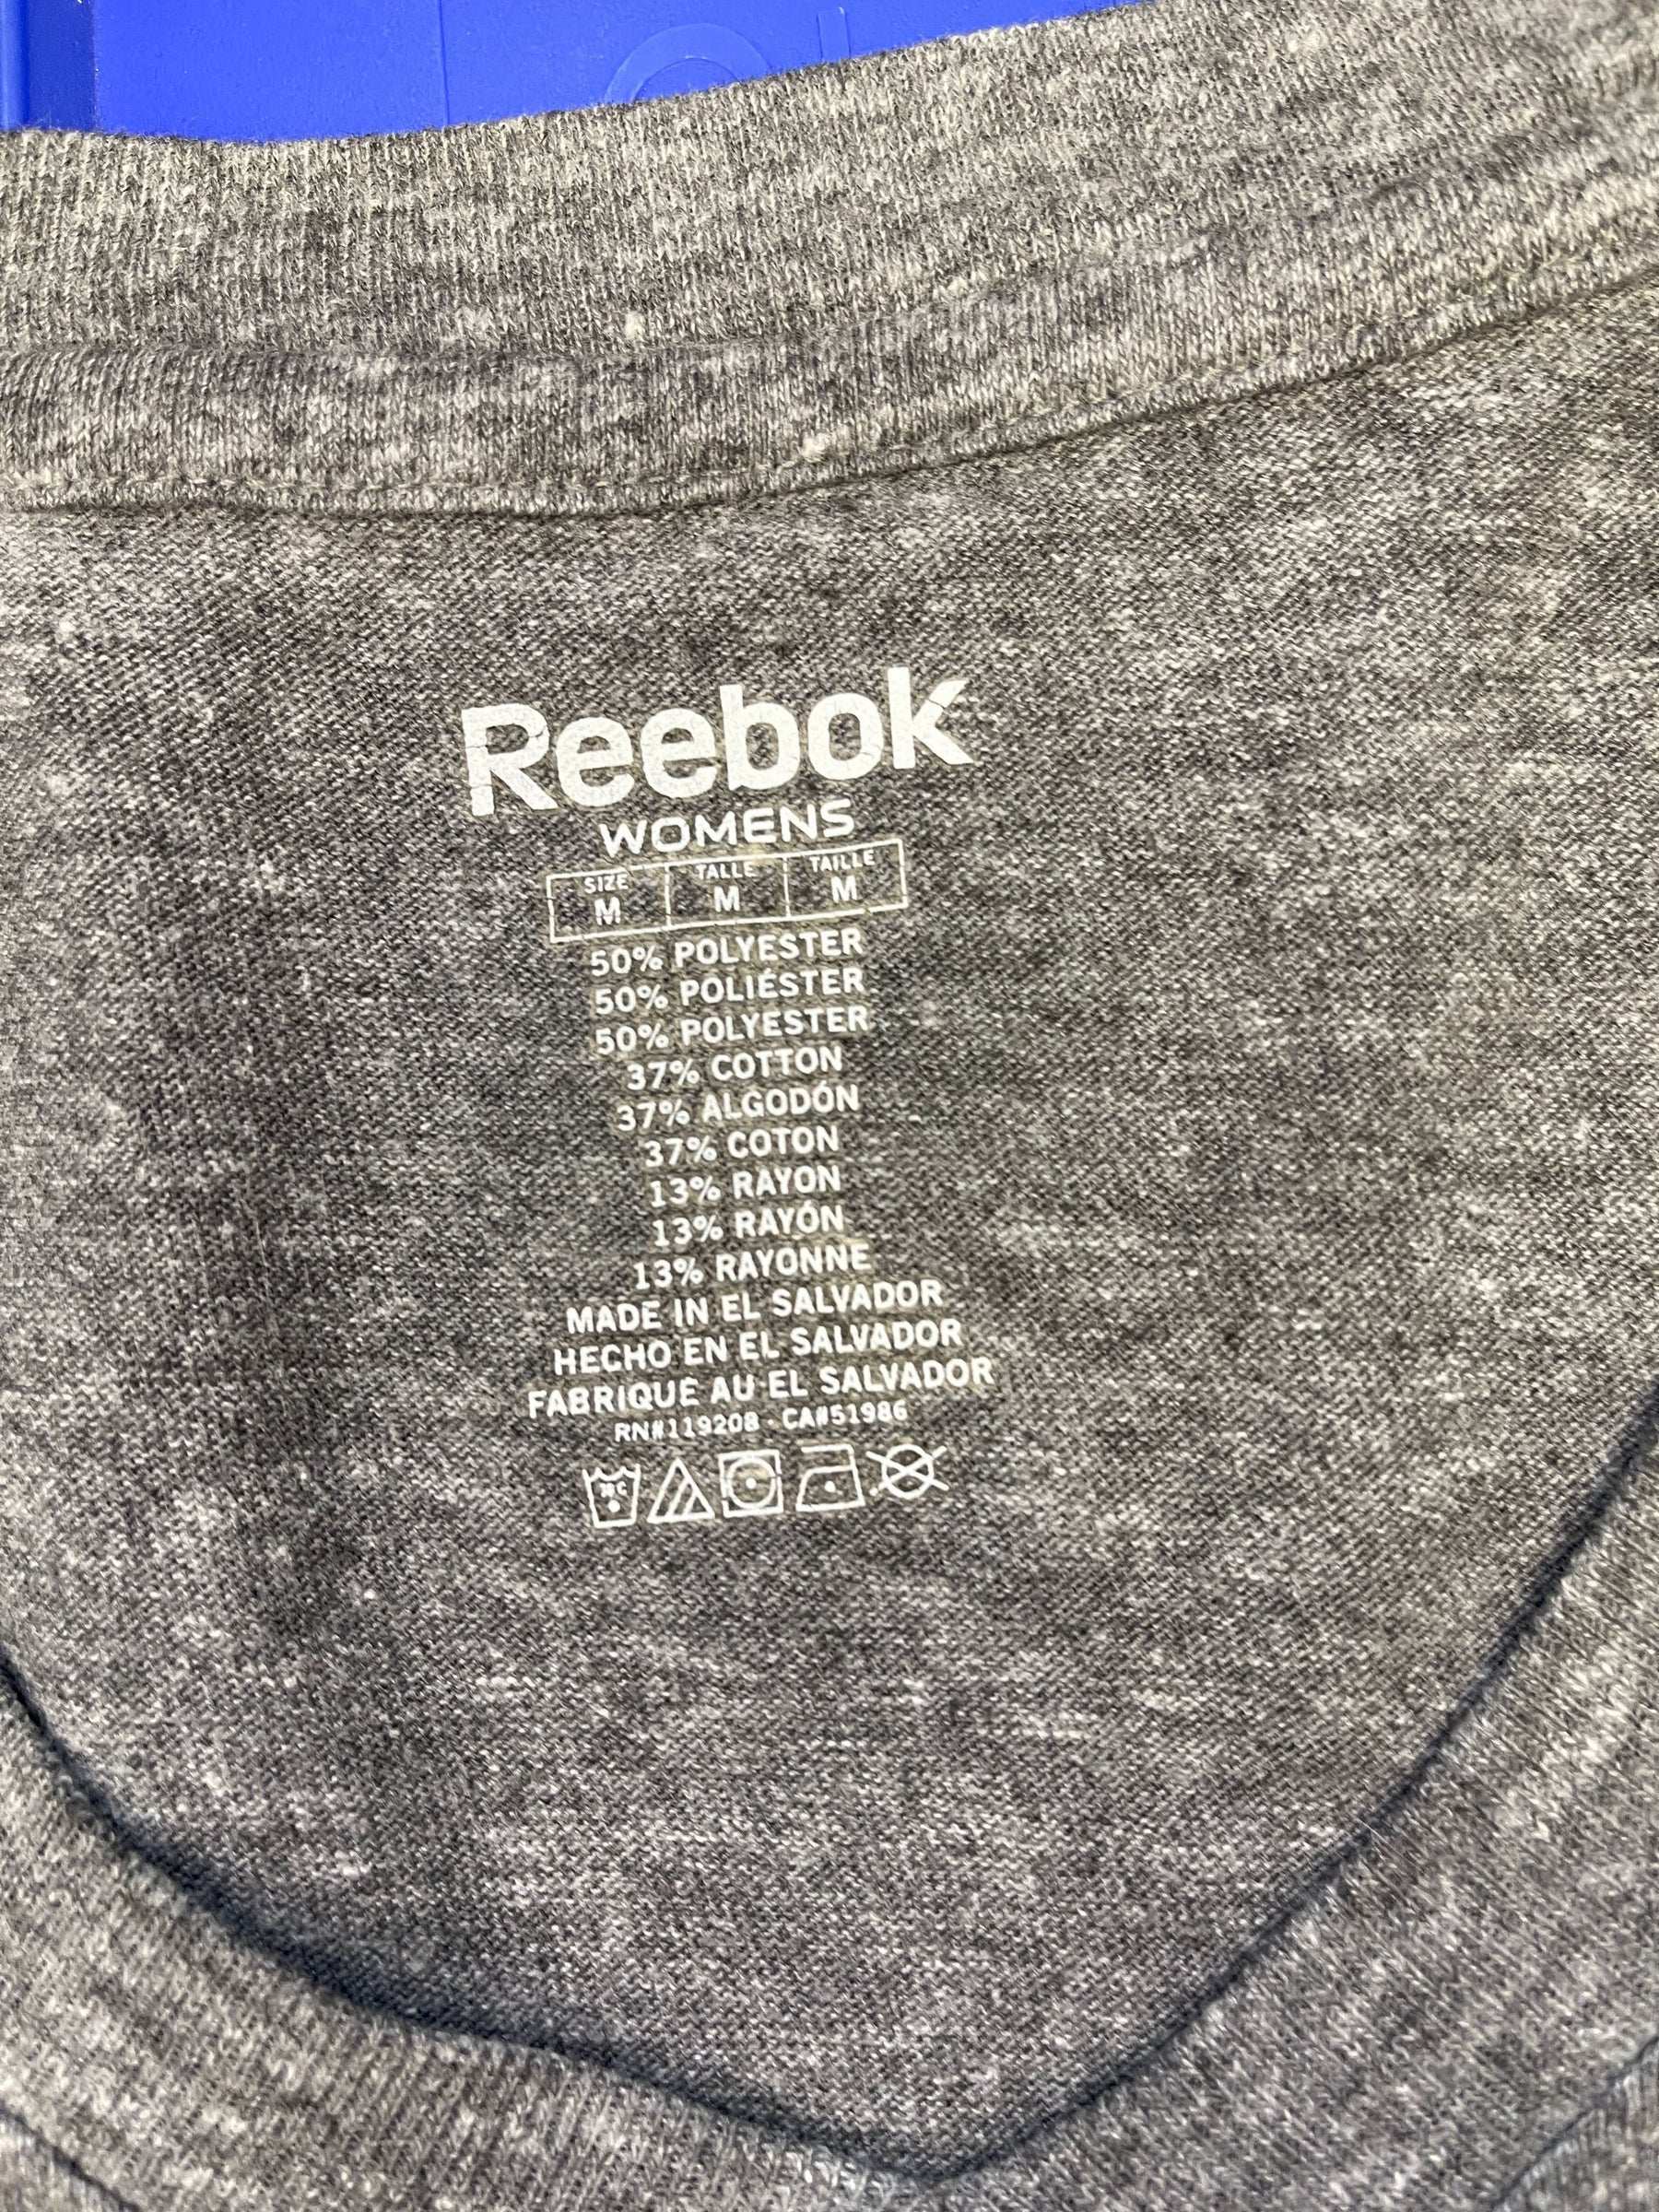 Reebok
WOMENS
SIZE TALLE TAILLE
M M M
50% POLYESTER
50% POLIÉSTER
50% POLYESTER
37% COTTON
37% ALGODÓN
37% COTON
13% RAYON
13% RAYÓN
13% RAYONNE
MADE IN EL SALVADOR
HECHO EN EL SALVADOR
FABRIQUE AU EL SALVADOR
RN#119208 · CA#51986